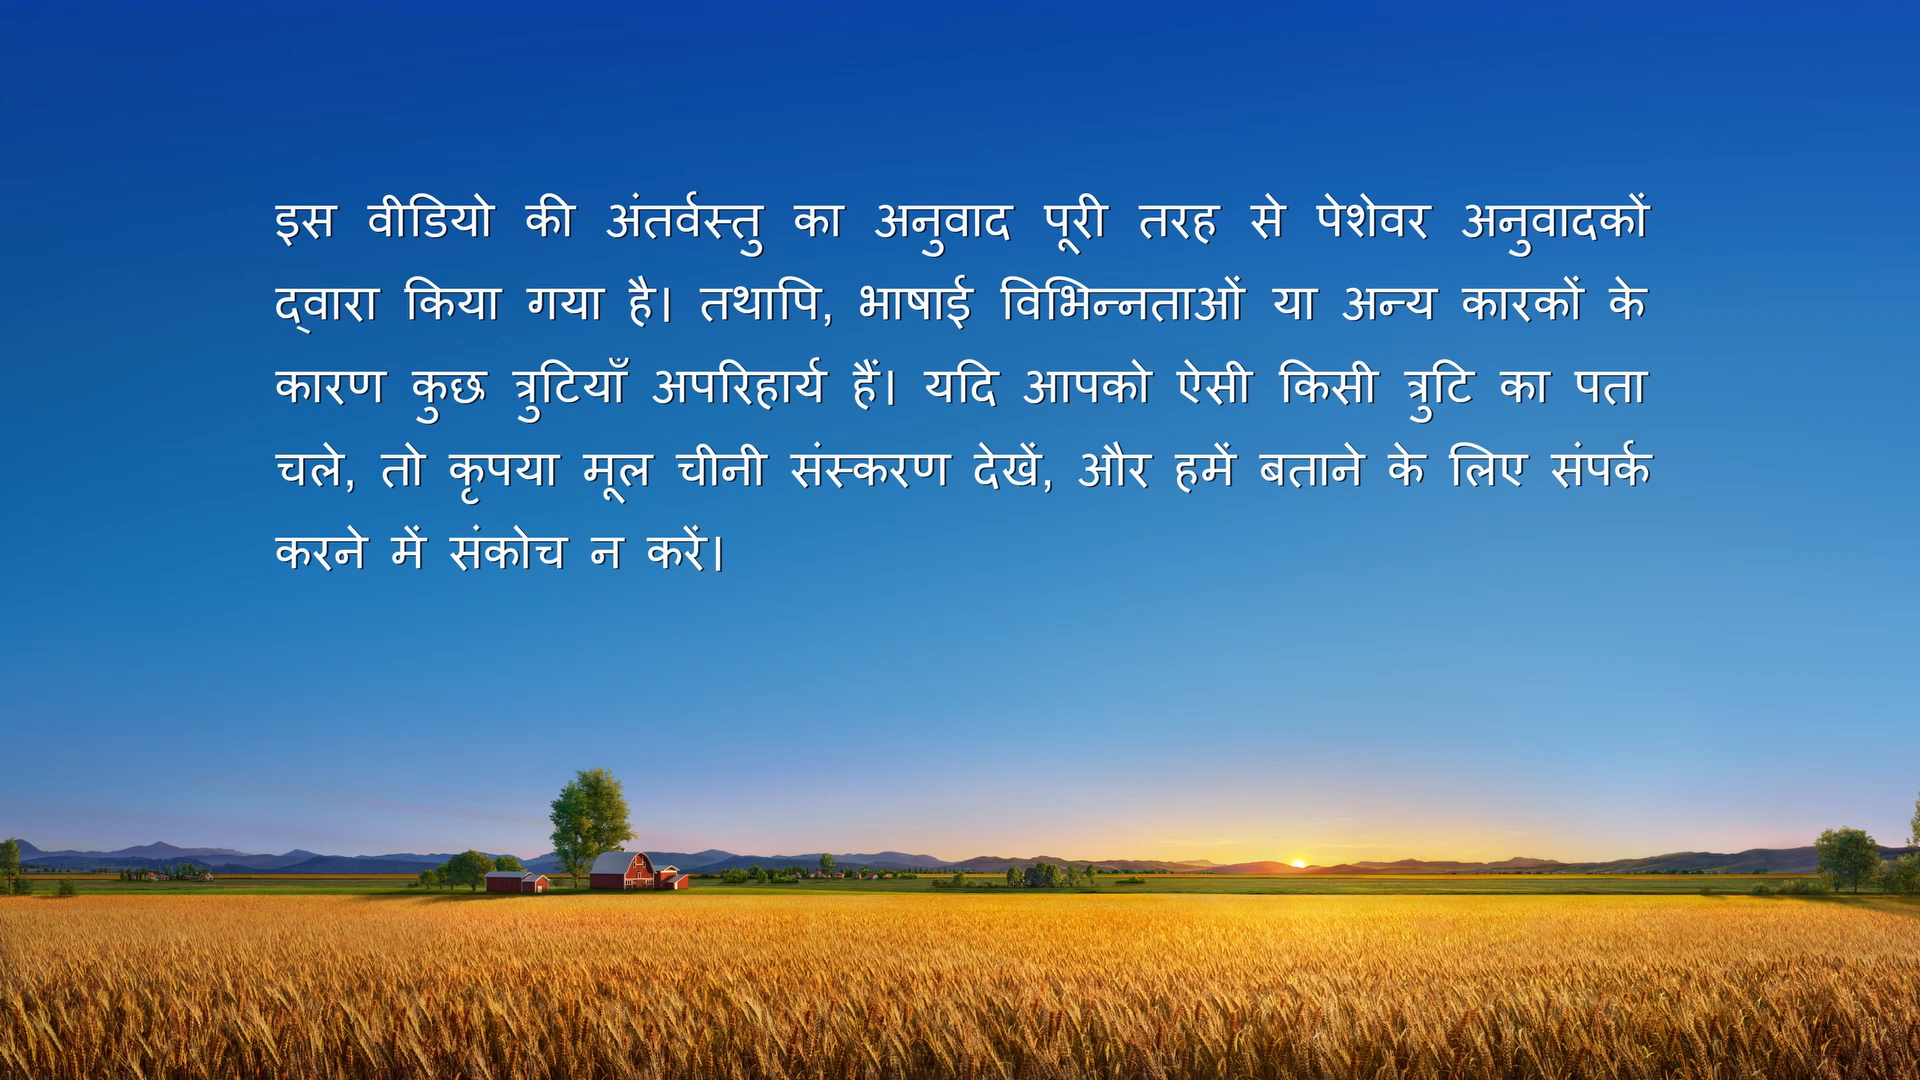 इस वीडियो की अंतर्वस्तु का अनुवाद पूरी तरह से पेशेवर अनुवादकों
द्वारा किया गया है। तथापि, भाषाई विभिन्नताओं या अन्य कारकों के
कारण कुछ त्रुटियाँ अपरिहार्य हैं। यदि आपको ऐसी किसी त्रुटि का पता
चले, तो कृपया मूल चीनी संस्करण देखें, और हमें बताने के लिए संपर्क
करने में संकोच न करें।